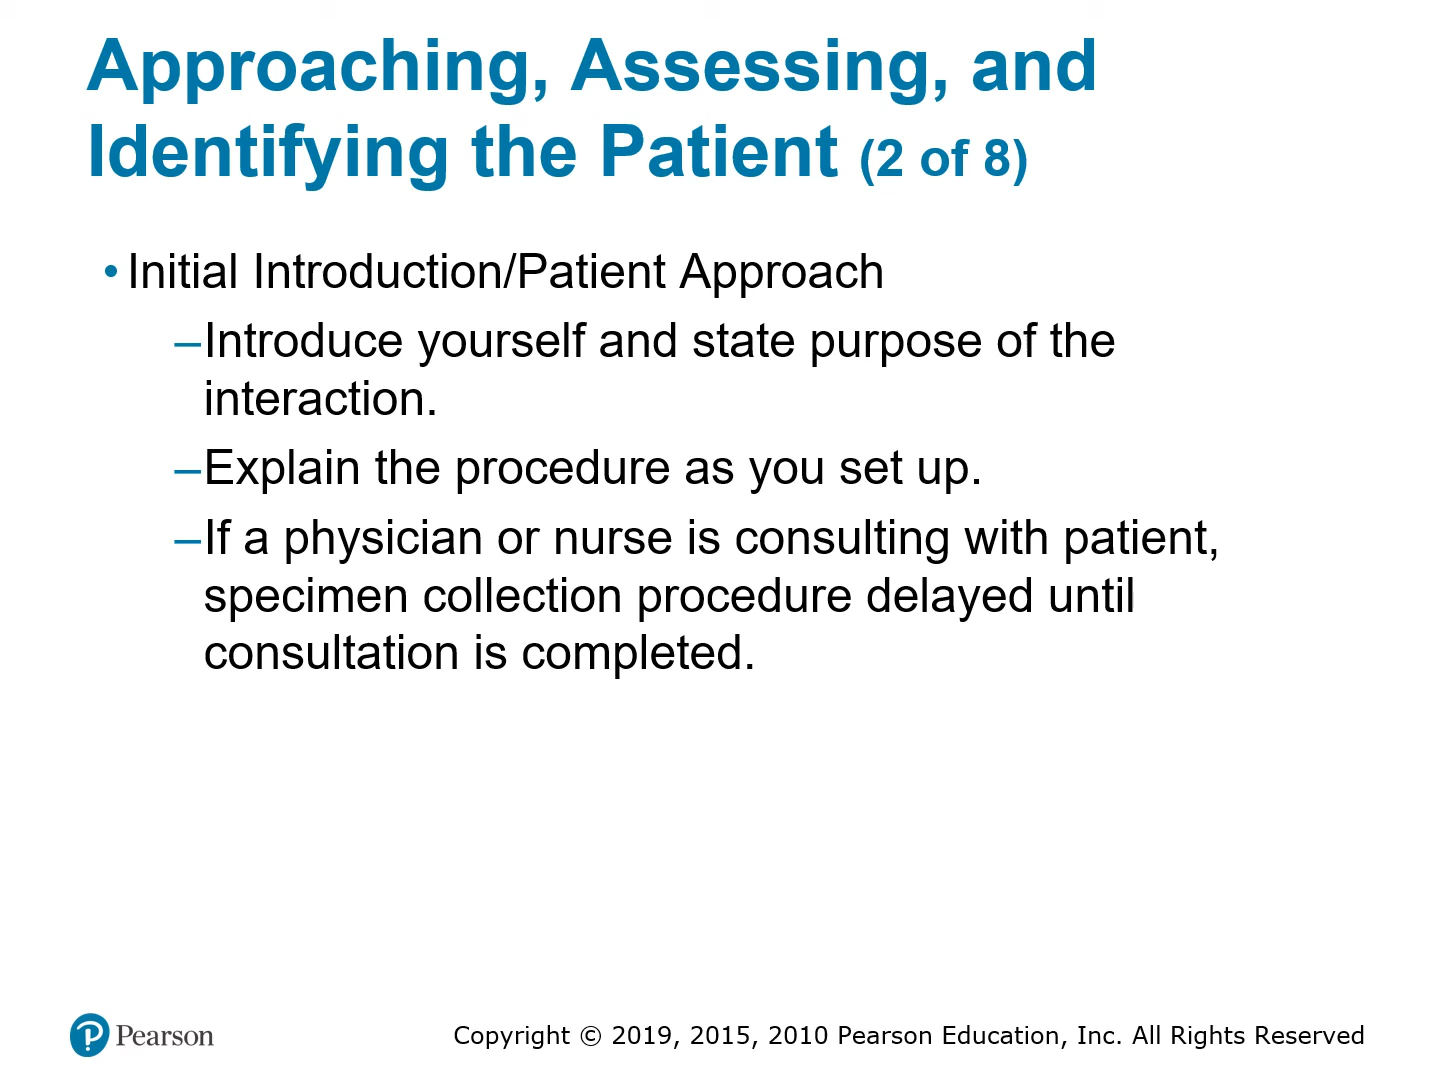 Approaching, Assessing, and
Identifying the Patient (2 of 8)
• Initial Introduction/Patient Approach
–Introduce yourself and state purpose of the
interaction.
–Explain the procedure as you set up.
–If a physician or nurse is consulting with patient,
specimen collection procedure delayed until
consultation is completed.
Pearson
Copyright © 2019, 2015, 2010 Pearson Education, Inc. All Rights Reserved